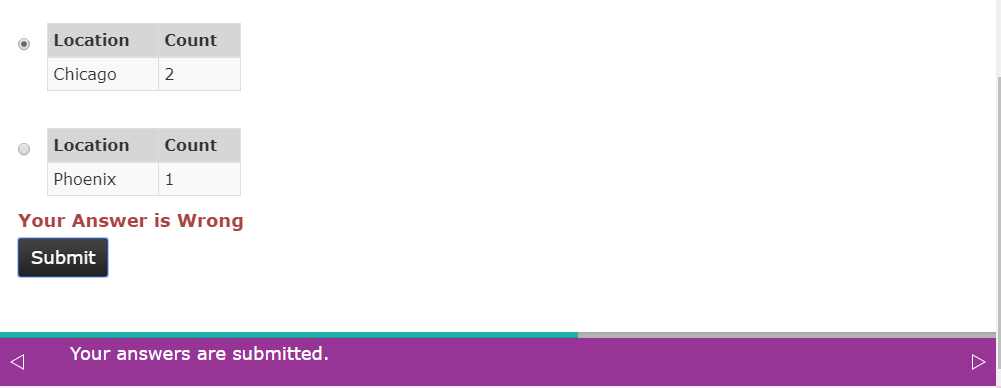 Location Count
Chicago 2
Location Count
Phoenix 1
Your Answer is Wrong
Submit
Your answers are submitted.